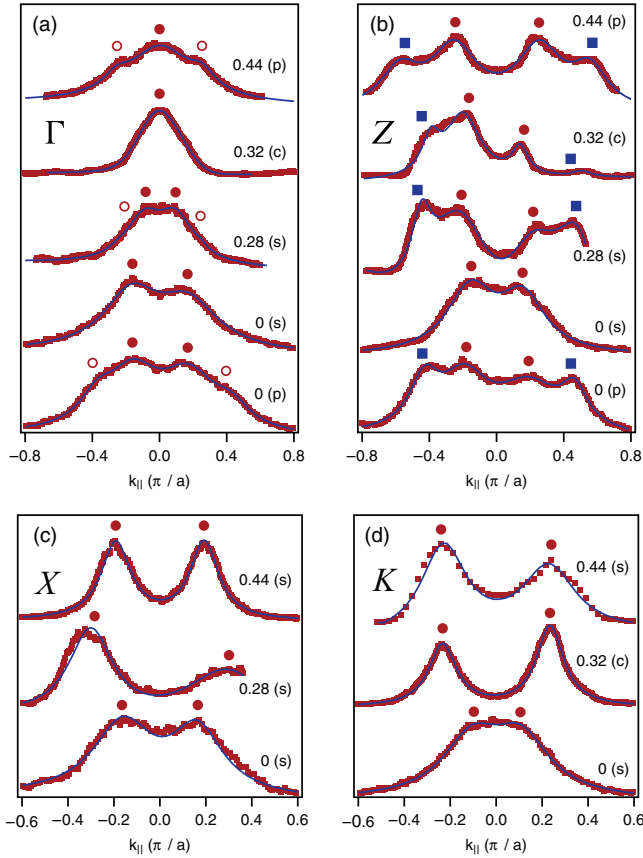 (a)
Γ
0.44 (p)
0.32 (c)
0.28 (s)
0 (s)
0 (p)
−0.8 −0.4 0.0 0.4 0.8
k|| (π / a)
(b)
Z
0.44 (p)
0.32 (c)
0.28 (s)
0 (s)
0 (p)
−0.8 −0.4 0.0 0.4 0.8
k|| (π / a)
(c)
X
0.44 (s)
0.28 (s)
0 (s)
−0.6 −0.4 −0.2 0.0 0.2 0.4 0.6
k|| (π / a)
(d)
K
0.44 (s)
0.32 (c)
0 (s)
−0.6 −0.4 −0.2 0.0 0.2 0.4 0.6
k|| (π / a)